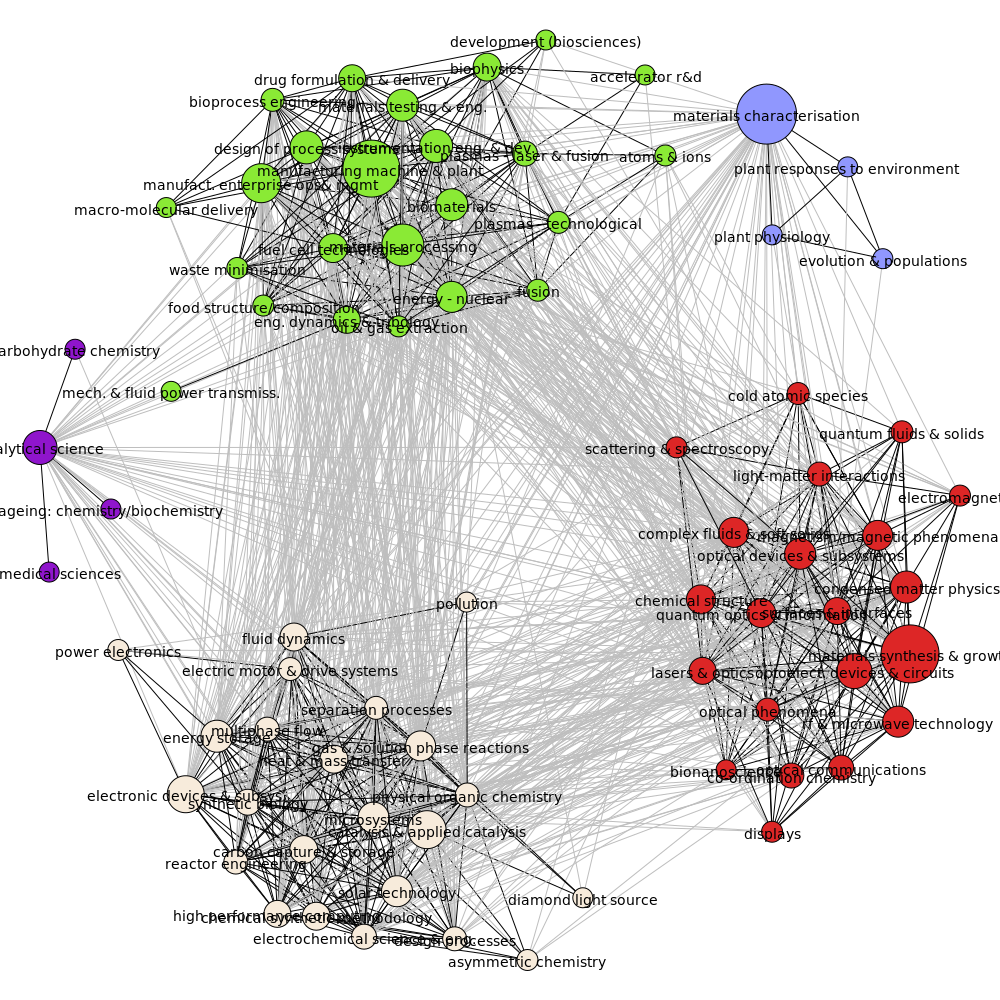 development (biosciences)
biophysics
accelerator r&d
drug formulation & delivery
bioprocess engineering
materials testing & eng.
materials characterisation
design of process systems
instrumentation eng. & dev.
plasmas - laser & fusion
atoms & ions
manufacturing machine & plant
plant responses to environment
manufact. enterprise ops& mgmt
macro-molecular delivery
biomaterials
plasmas - technological
plant physiology
fuel cell technologies
materials processing
evolution & populations
waste minimisation
food structure/composition
energy - nuclear
fusion
eng. dynamics & tribology
oil & gas extraction
arbohydrate chemistry
mech. & fluid power transmiss.
cold atomic species
quantum fluids & solids
alytical science
scattering & spectroscopy
light-matter interactions
electromagnet
ageing: chemistry/biochemistry
complex fluids & soft solids
magnetism/magnetic phenomena
optical devices & subsystems
medical sciences
condensed matter physics
chemical structure
pollution
quantum optics & information
surfaces & interfaces
fluid dynamics
power electronics
materials synthesis & growt
electric motor & drive systems
lasers & optics
optoelect. devices & circuits
separation processes
optical phenomena
rf & microwave technology
multiphase flow
energy storage
gas & solution phase reactions
heat & mass transfer
bionanoscience
optical communications
co-ordination chemistry
electronic devices & subsys.
synthetic biology
physical organic chemistry
microsystems
catalysis & applied catalysis
displays
carbon capture & storage
reactor engineering
solar technology
diamond light source
high performance computing
chemical synthetic methodology
electrochemical science & eng.
design processes
asymmetric chemistry